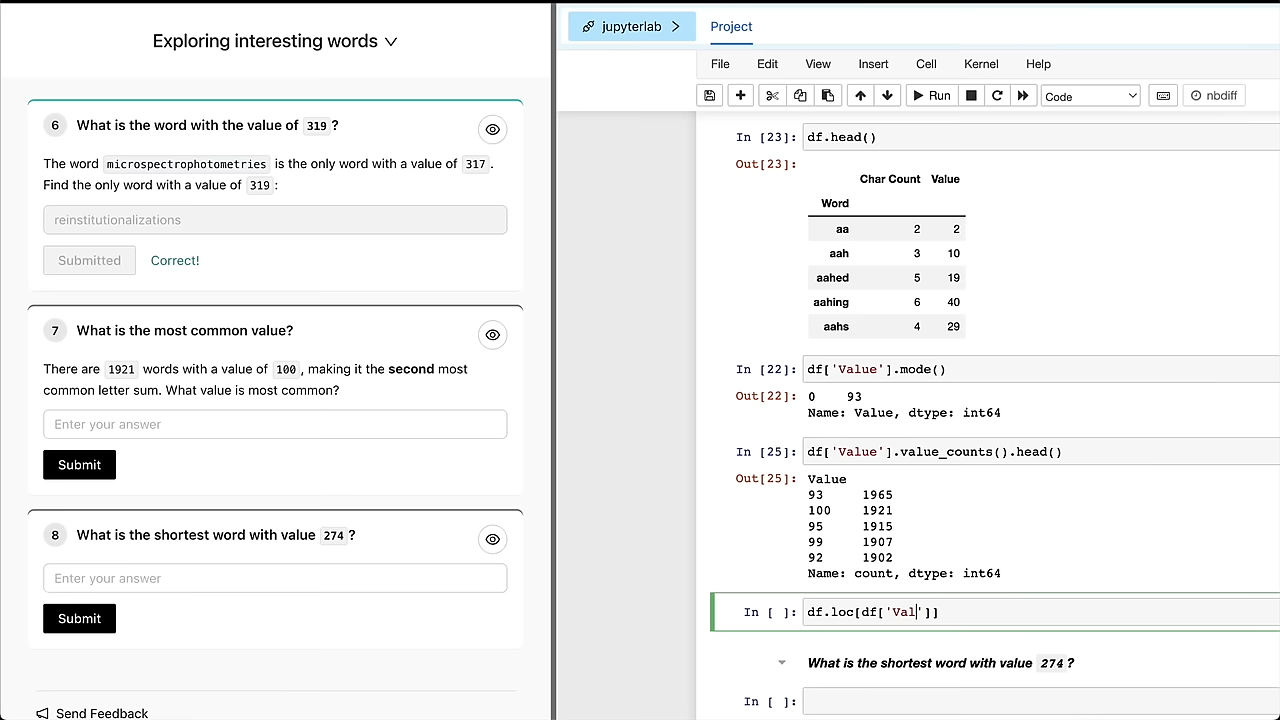 Exploring interesting words
6 What is the word with the value of 319 ?
The word microspectrophotometries is the only word with a value of 317 .
Find the only word with a value of 319 :
reinstitutionalizations
Submitted Correct!
7 What is the most common value?
There are 1921 words with a value of 100 , making it the second most
common letter sum. What value is most common?
Enter your answer
Submit
8 What is the shortest word with value 274 ?
Enter your answer
Submit
Send Feedback
jupyterlab Project
File Edit View Insert Cell Kernel Help
Run Code nbdiff
In [23]: df.head()
Out[23]:
Char Count Value
Word
aa 2 2
aah 3 10
aahed 5 19
aahing 6 40
aahs 4 29
In [22]: df['Value'].mode()
Out[22]: 0 93
Name: Value, dtype: int64
In [25]: df['Value'].value_counts().head()
Out[25]: Value
93 1965
100 1921
95 1915
99 1907
92 1902
Name: count, dtype: int64
In [ ]: df.loc[df['Val']]
What is the shortest word with value 274 ?
In [ ]: